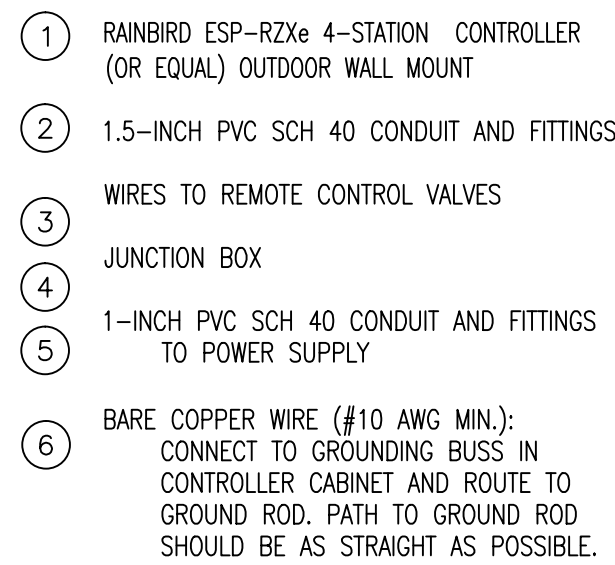 1 RAINBIRD ESP-RZXe 4-STATION CONTROLLER
(OR EQUAL) OUTDOOR WALL MOUNT
2 1.5-INCH PVC SCH 40 CONDUIT AND FITTINGS
3 WIRES TO REMOTE CONTROL VALVES
4 JUNCTION BOX
5 1-INCH PVC SCH 40 CONDUIT AND FITTINGS
TO POWER SUPPLY
6 BARE COPPER WIRE (#10 AWG MIN.):
CONNECT TO GROUNDING BUSS IN
CONTROLLER CABINET AND ROUTE TO
GROUND ROD. PATH TO GROUND ROD
SHOULD BE AS STRAIGHT AS POSSIBLE.